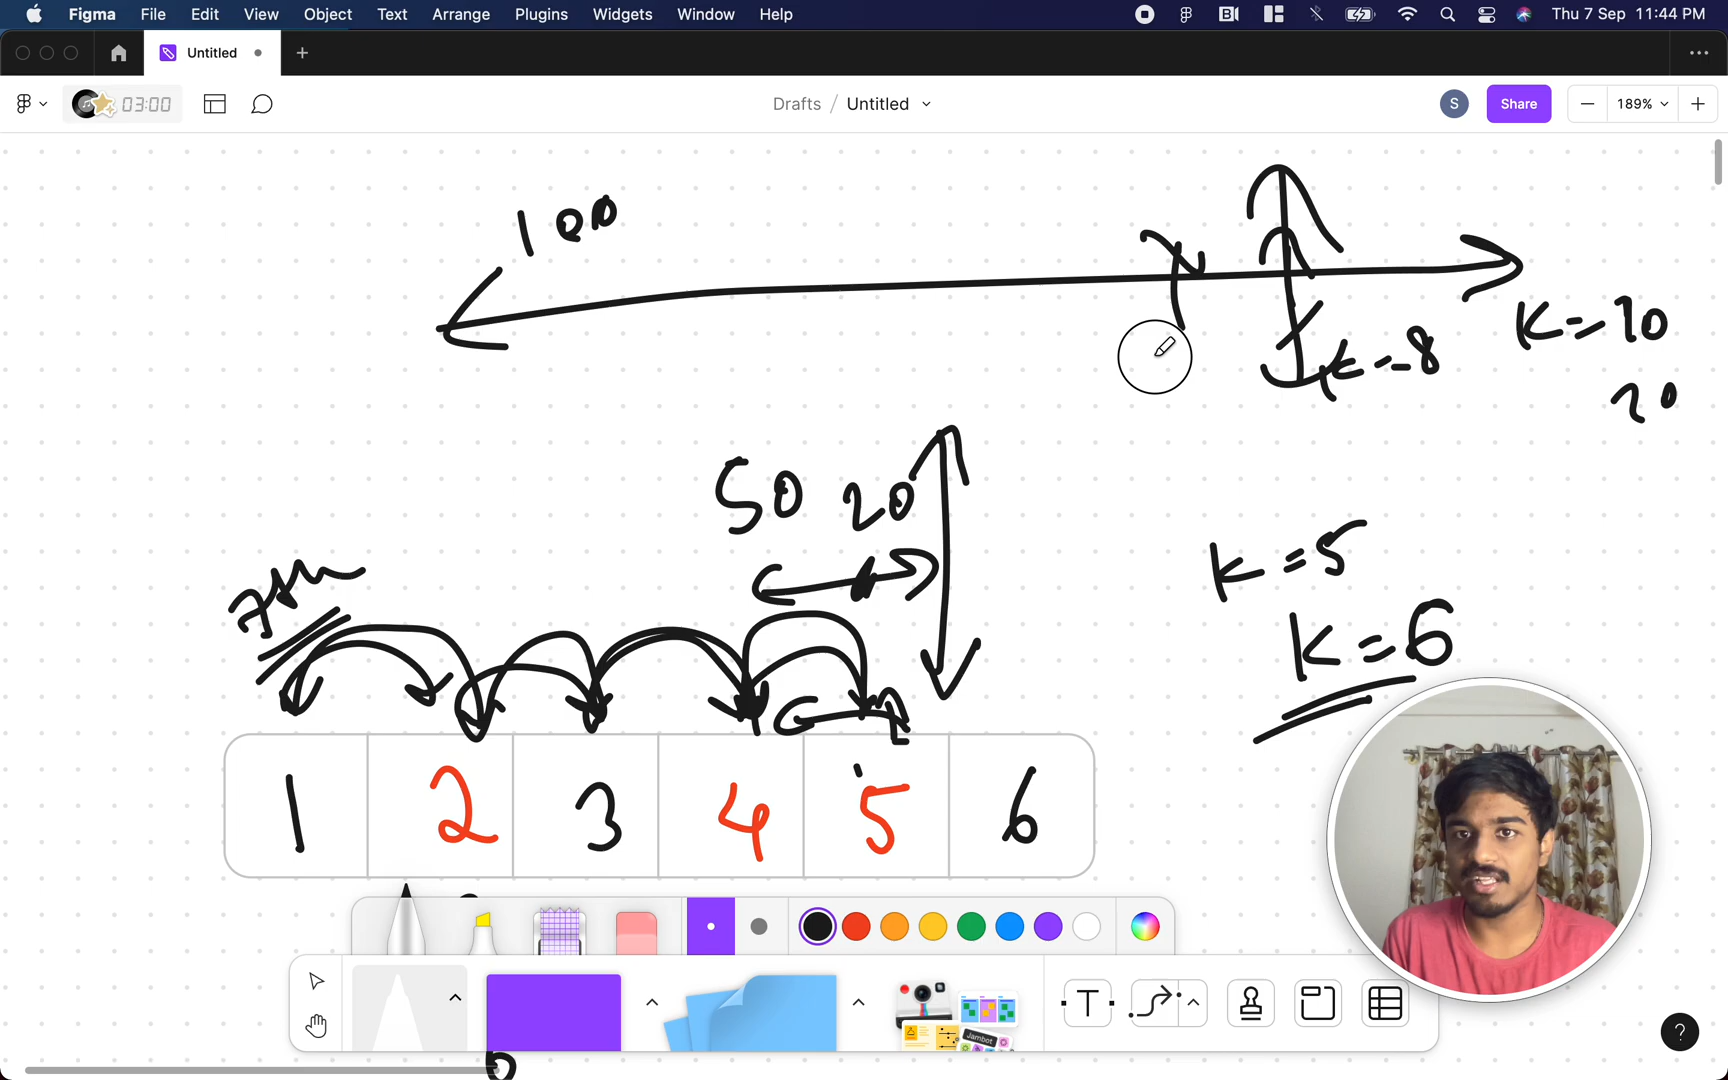 Figma File Edit View Object Text Arrange Plugins Widgets Window Help Thu 7 Sep 11:44 PM
Untitled
03:00 Drafts / Untitled S Share 189%
100
K=10
K=8
20
50 20
K=5
K=6
1 2 3 4 5 6
T
Jambot
?